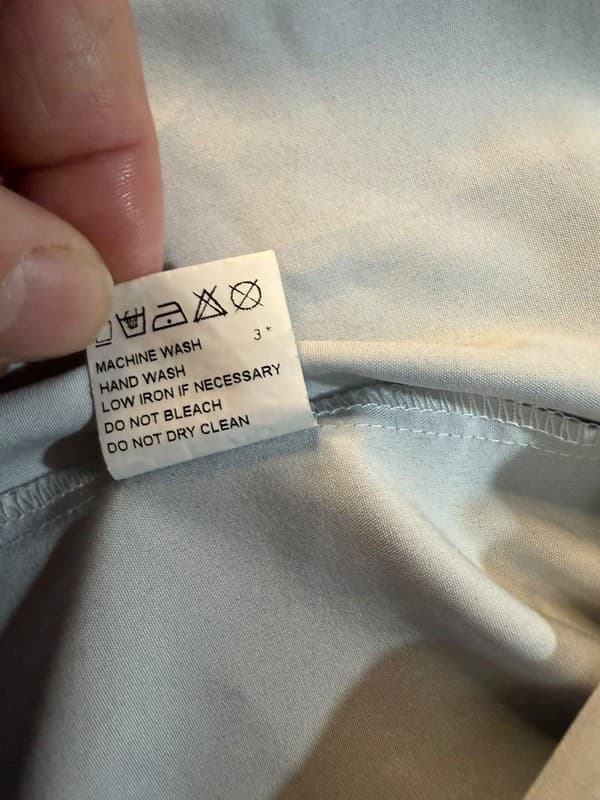 3*
MACHINE WASH
HAND WASH
LOW IRON IF NECESSARY
DO NOT BLEACH
DO NOT DRY CLEAN